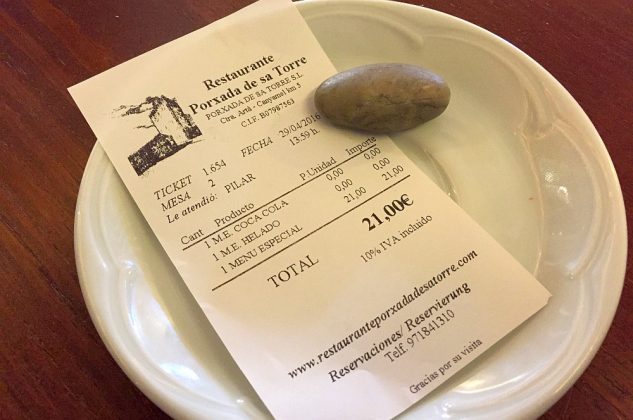 Restaurante
Porxada de sa Torre
PORXADA DE SA TORRE S.L.
Ctra. Artà - Canyamel km 5
C.I.F. B07987563
TICKET 1.654 FECHA 29/04/2016
MESA 2 13:59 h.
Le atendió: PILAR
Cant Producto P.Unidad Importe
1 M.E. COCA COLA 0,00 0,00
1 M.E. HELADO 0,00 0,00
1 MENU ESPECIAL 21,00 21,00
TOTAL 21,00€
10% IVA incluido
www.restauranteporxadadesatorre.com
Reservaciones/ Reservierung
Telf. 971841310
Gracias por su visita